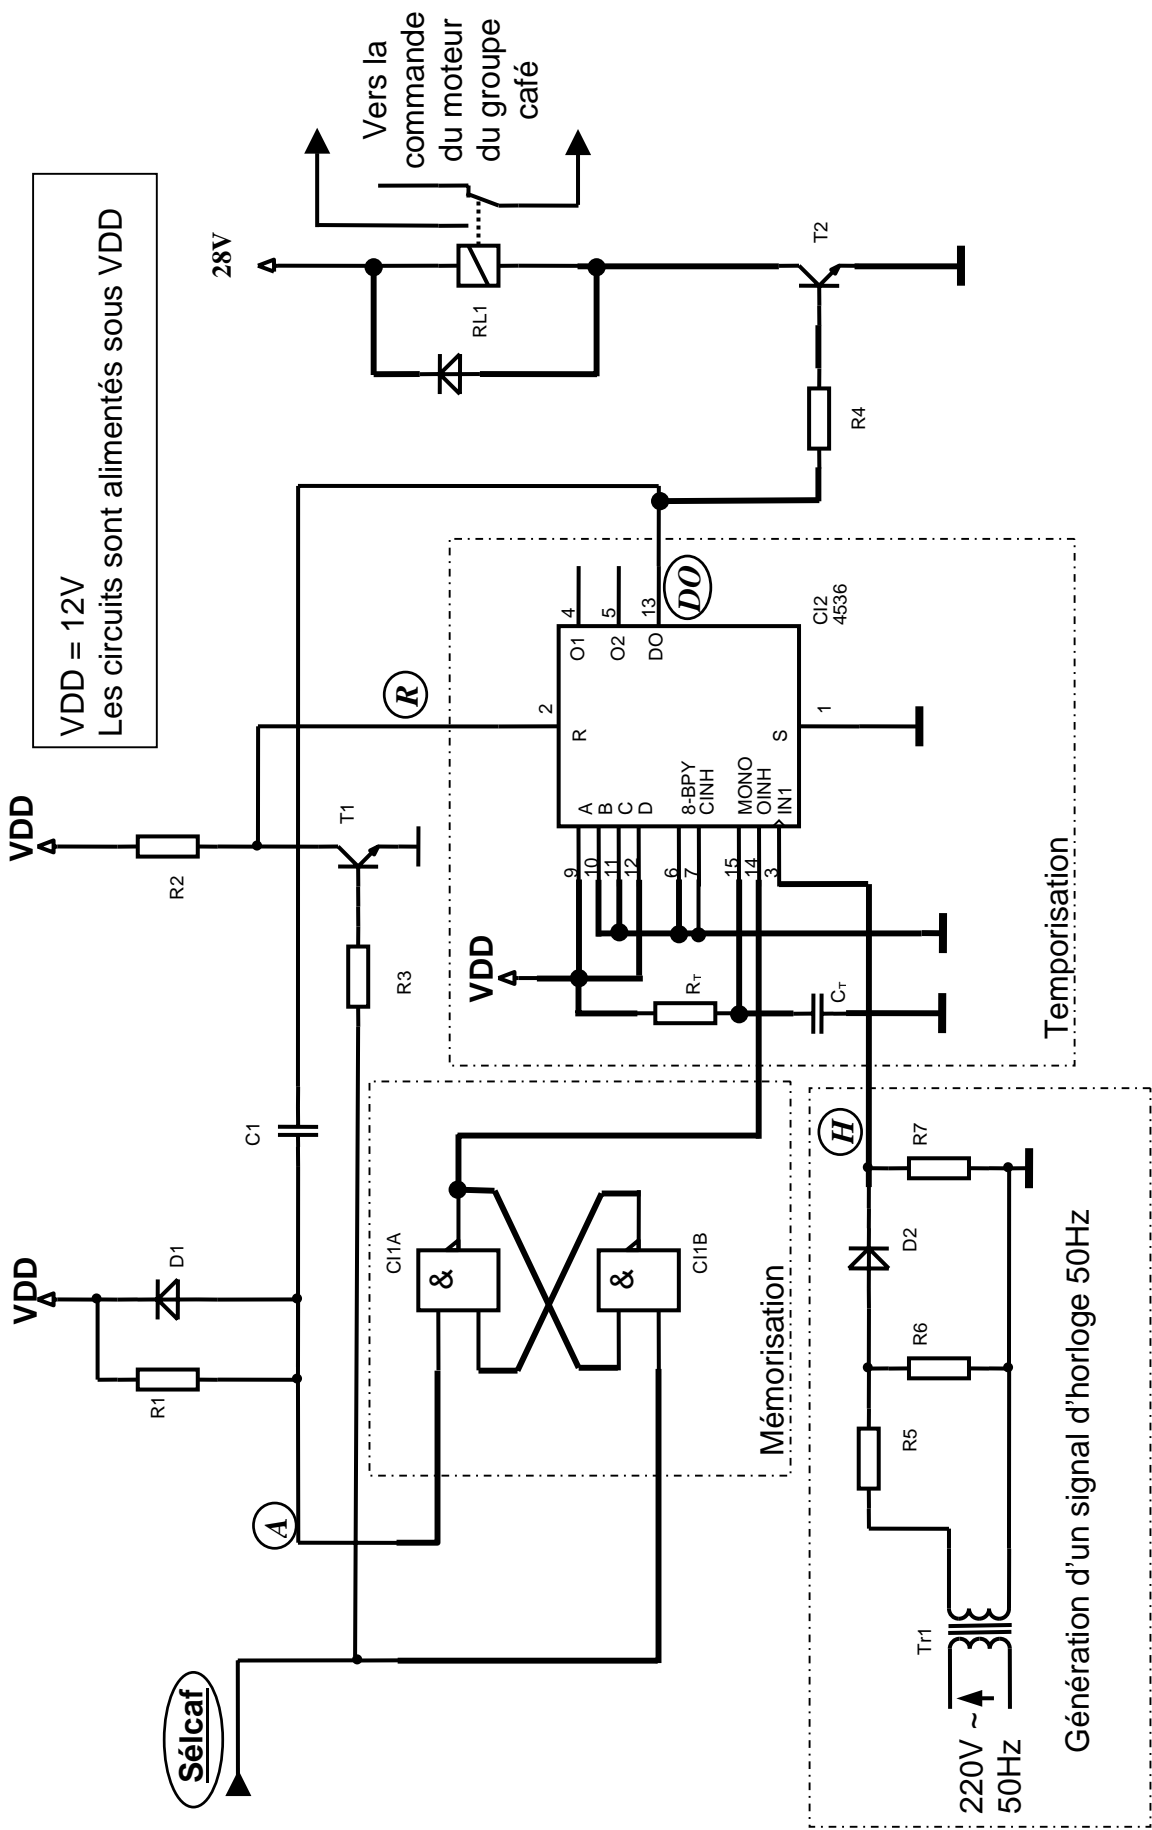 VDD = 12V
Les circuits sont alimentés sous VDD
Sélcaf
A
VDD
R1
D1
C1
VDD
R2
T1
R3
R
28V
RL1
Vers la
commande
du moteur
du groupe
café
CI1A
&
&
CI1B
Mémorisation
VDD
RT
CT
9
10
11
12
6
7
15
14
3
A
B
C
D
8-BPY
CINH
MONO
OINH
IN1
R
2
S
1
O1
O2
DO
4
5
13
DO
CI2
4536
Temporisation
R4
T2
220V ~
50Hz
Tr1
R5
R6
D2
R7
H
Génération d'un signal d'horloge 50Hz